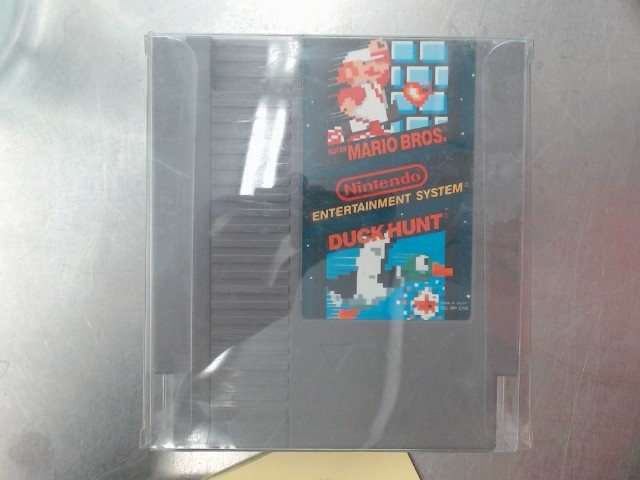 SUPER MARIO BROS.
Nintendo
ENTERTAINMENT SYSTEM
DUCK HUNT